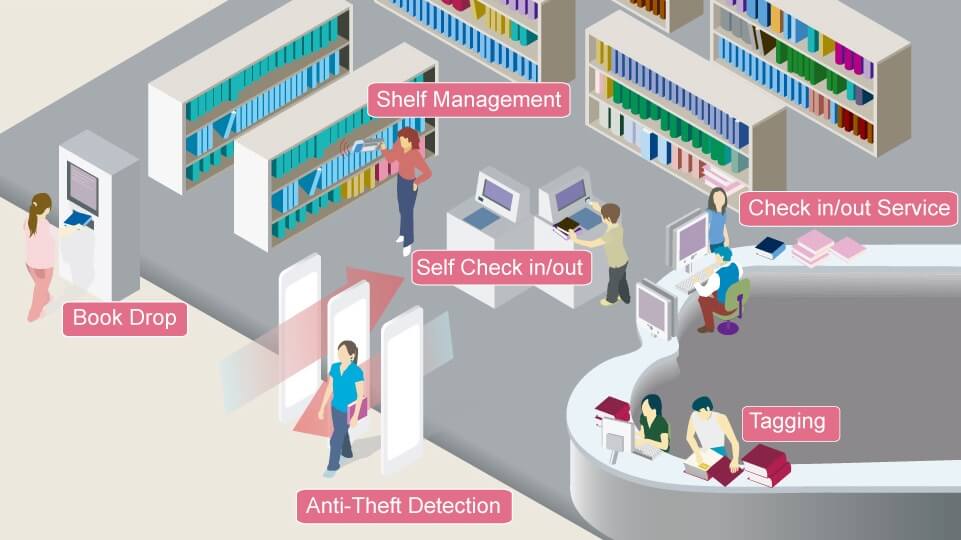 Shelf Management
Check in/out Service
Self Check in/out
Book Drop
Tagging
Anti-Theft Detection